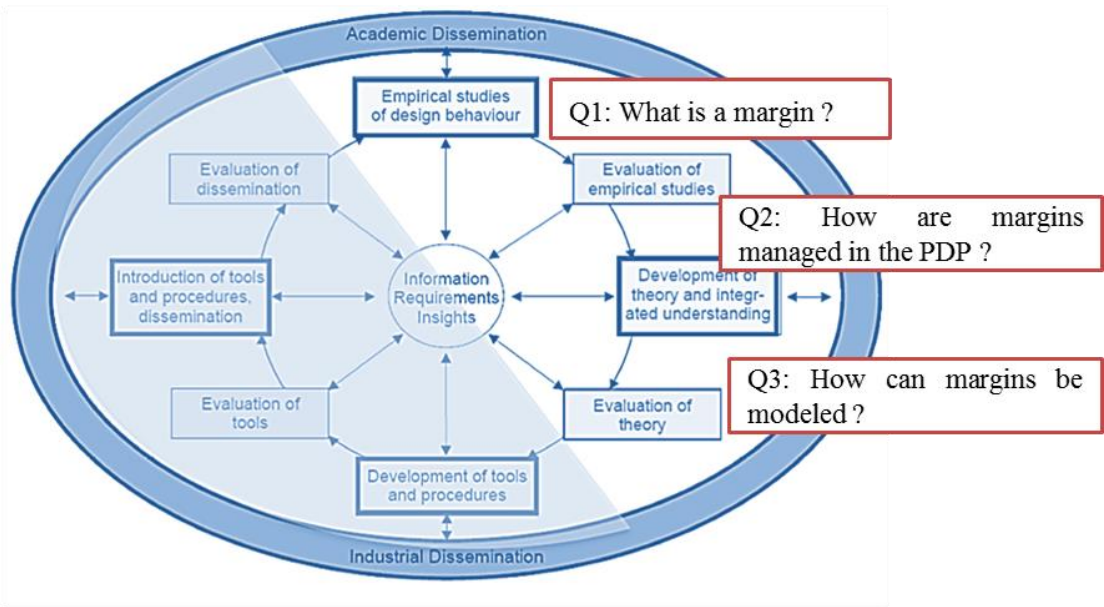 Academic Dissemination
Empirical studies
of design behaviour
Q1: What is a margin ?
Evaluation of
dissemination
Evaluation of
empirical studies
Q2: How are margins
managed in the PDP ?
Introduction of tools
and procedures,
dissemination
Information
Requirements
Insights
Development of
theory and integr-
ated understanding
Q3: How can margins be
modeled ?
Evaluation of
tools
Evaluation of
theory
Development of tools
and procedures
Industrial Dissemination